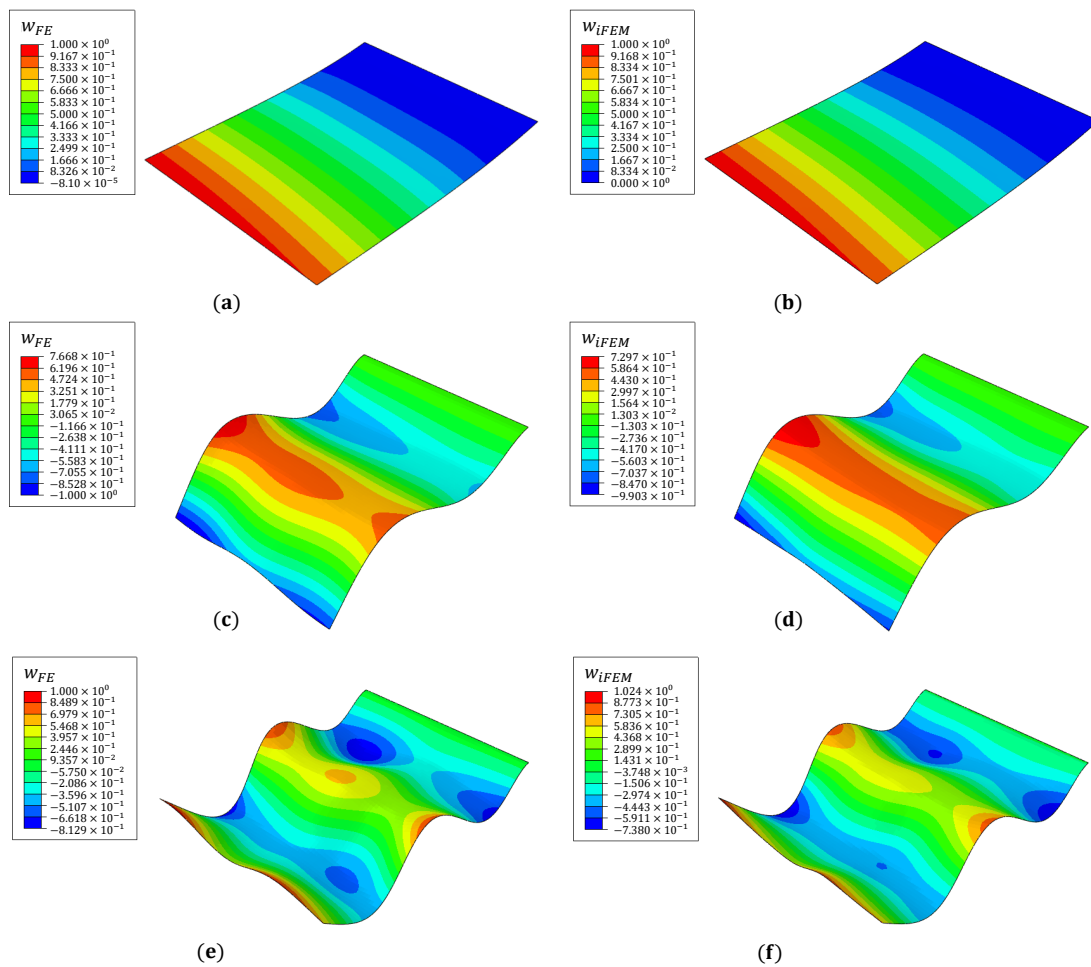 w_FE
1.000 × 10⁰
9.167 × 10⁻¹
8.333 × 10⁻¹
7.500 × 10⁻¹
6.666 × 10⁻¹
5.833 × 10⁻¹
5.000 × 10⁻¹
4.166 × 10⁻¹
3.333 × 10⁻¹
2.499 × 10⁻¹
1.666 × 10⁻¹
8.326 × 10⁻²
−8.10 × 10⁻⁵
(a)
w_iFEM
1.000 × 10⁰
9.168 × 10⁻¹
8.334 × 10⁻¹
7.501 × 10⁻¹
6.667 × 10⁻¹
5.834 × 10⁻¹
5.000 × 10⁻¹
4.167 × 10⁻¹
3.334 × 10⁻¹
2.500 × 10⁻¹
1.667 × 10⁻¹
8.334 × 10⁻²
0.000 × 10⁰
(b)
w_FE
7.668 × 10⁻¹
6.196 × 10⁻¹
4.724 × 10⁻¹
3.251 × 10⁻¹
1.779 × 10⁻¹
3.065 × 10⁻²
−1.166 × 10⁻¹
−2.638 × 10⁻¹
−4.111 × 10⁻¹
−5.583 × 10⁻¹
−7.055 × 10⁻¹
−8.528 × 10⁻¹
−1.000 × 10⁰
(c)
w_iFEM
7.297 × 10⁻¹
5.864 × 10⁻¹
4.430 × 10⁻¹
2.997 × 10⁻¹
1.564 × 10⁻¹
1.303 × 10⁻²
−1.303 × 10⁻¹
−2.736 × 10⁻¹
−4.170 × 10⁻¹
−5.603 × 10⁻¹
−7.037 × 10⁻¹
−8.470 × 10⁻¹
−9.903 × 10⁻¹
(d)
w_FE
1.000 × 10⁰
8.489 × 10⁻¹
6.979 × 10⁻¹
5.468 × 10⁻¹
3.957 × 10⁻¹
2.446 × 10⁻¹
9.357 × 10⁻²
−5.750 × 10⁻²
−2.086 × 10⁻¹
−3.596 × 10⁻¹
−5.107 × 10⁻¹
−6.618 × 10⁻¹
−8.129 × 10⁻¹
(e)
w_iFEM
1.024 × 10⁰
8.773 × 10⁻¹
7.305 × 10⁻¹
5.836 × 10⁻¹
4.368 × 10⁻¹
2.899 × 10⁻¹
1.431 × 10⁻¹
−3.748 × 10⁻³
−1.506 × 10⁻¹
−2.974 × 10⁻¹
−4.443 × 10⁻¹
−5.911 × 10⁻¹
−7.380 × 10⁻¹
(f)